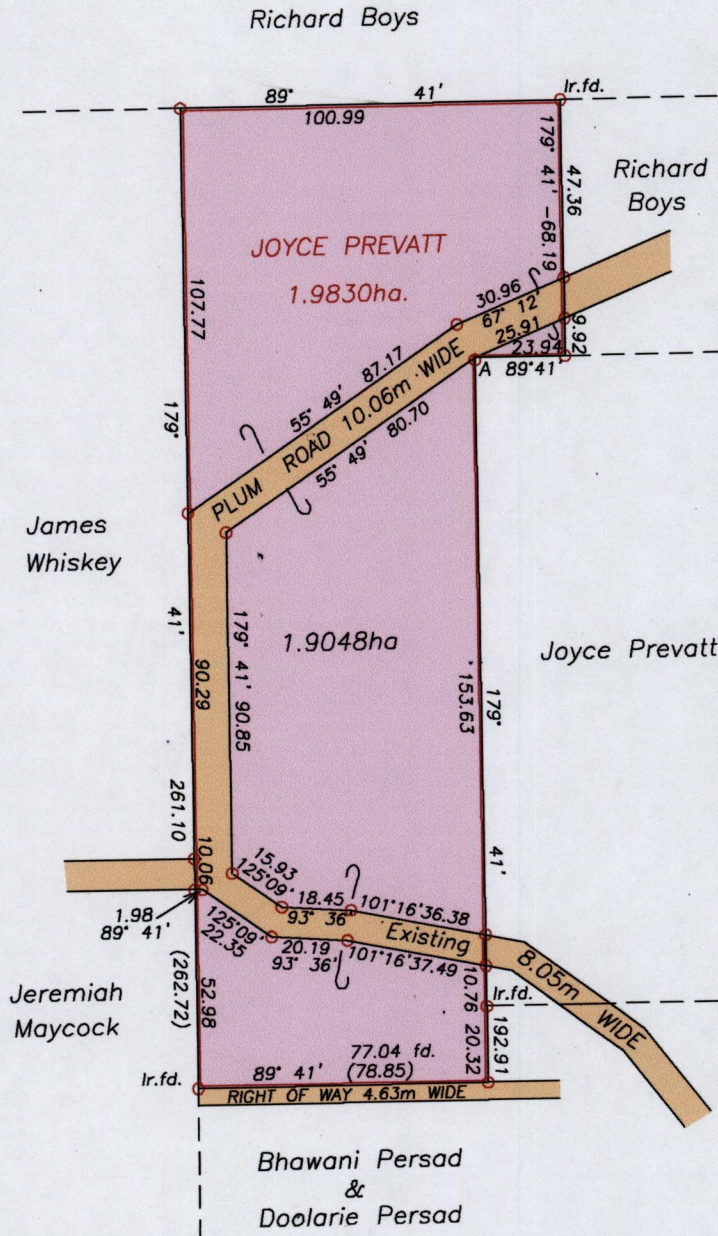 Richard Boys
89° 41'
100.99
Ir.fd.
179° 41' -68.19
47.36
Richard
Boys
JOYCE PREVATT
1.9830ha.
107.77
30.96
67° 12'
25.91
23.94
9.92
A 89°41'
55° 49' 87.17
PLUM ROAD 10.06m WIDE
55° 49' 80.70
179°
James
Whiskey
41'
90.29
179° 41' 90.85
1.9048ha
153.63
179°
Joyce Prevatt
41'
261.10
10.06
15.93
125°09'
18.45
93° 36'
101°16'36.38
Existing
8.05m WIDE
1.98
89° 41'
125°09'
22.35
20.19
93° 36'
101°16'37.49
10.76
Ir.fd.
Jeremiah
Maycock
(262.72)
52.98
20.32
192.91
77.04 fd.
Ir.fd.
89° 41' (78.85)
RIGHT OF WAY 4.63m WIDE
Bhawani Persad
&
Doolarie Persad